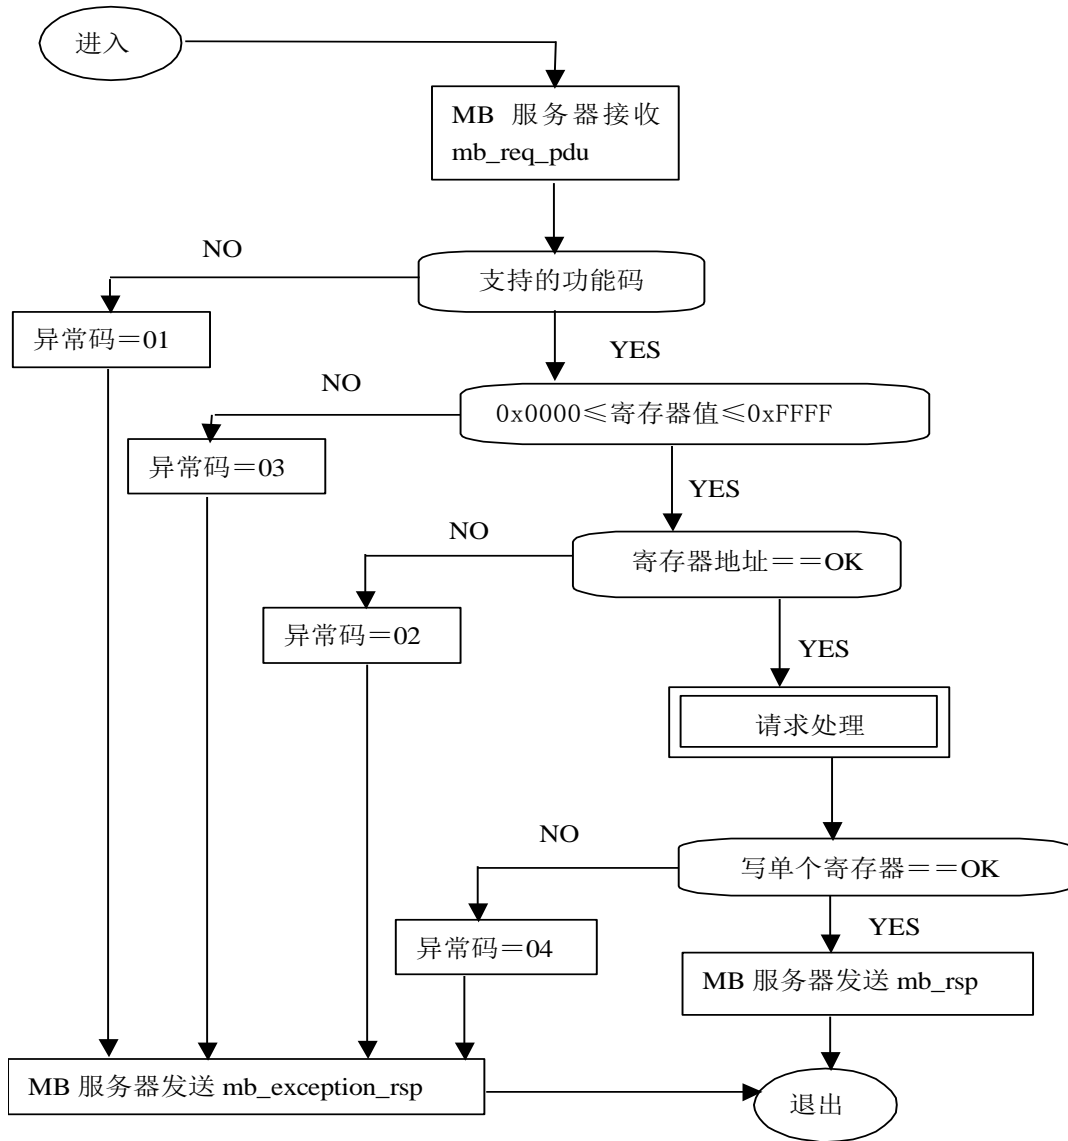 进入
MB 服务器接收
mb_req_pdu
NO
支持的功能码
异常码＝01
YES
NO
0x0000≤寄存器值≤0xFFFF
异常码＝03
YES
NO
寄存器地址＝＝OK
异常码＝02
YES
请求处理
NO
写单个寄存器＝＝OK
YES
异常码＝04
MB 服务器发送 mb_rsp
MB 服务器发送 mb_exception_rsp
退出